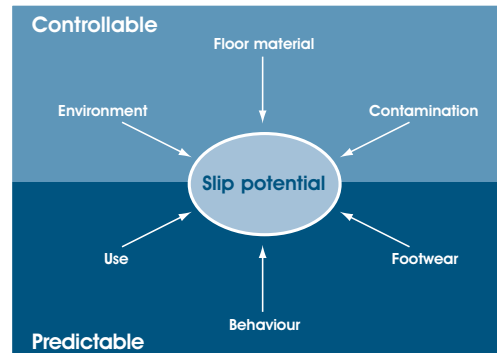 Controllable
Floor material
Environment
Contamination
Slip potential
Use
Footwear
Behaviour
Predictable